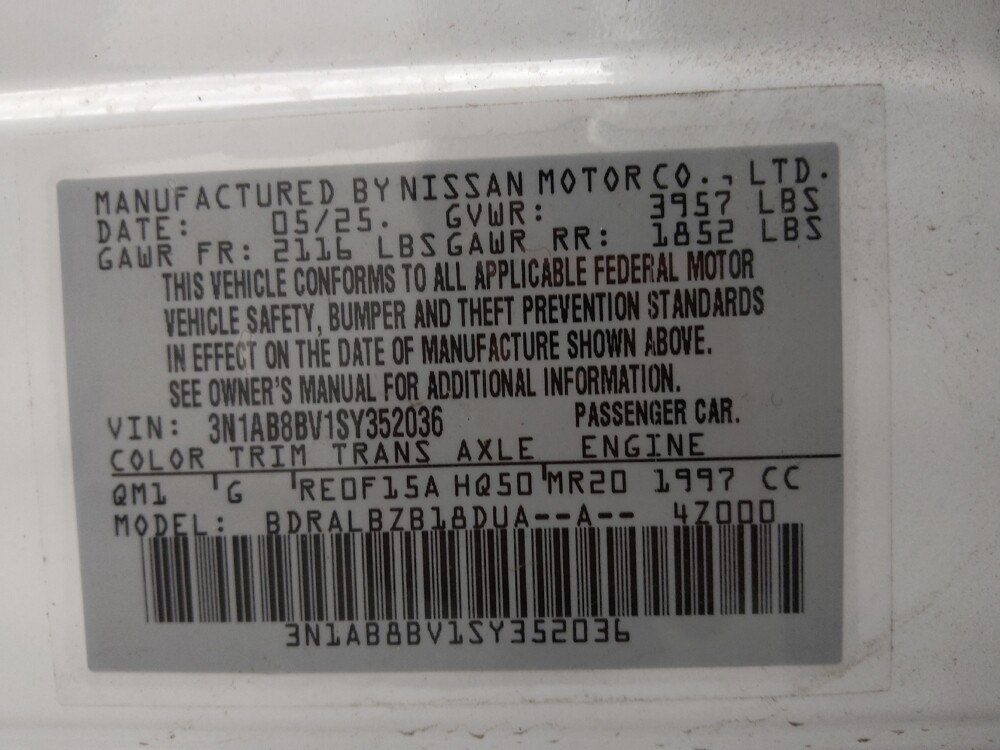 MANUFACTURED BY NISSAN MOTOR CO., LTD.
DATE: 05/25. GVWR: 3957 LBS
GAWR FR: 2116 LBS GAWR RR: 1852 LBS
THIS VEHICLE CONFORMS TO ALL APPLICABLE FEDERAL MOTOR
VEHICLE SAFETY, BUMPER AND THEFT PREVENTION STANDARDS
IN EFFECT ON THE DATE OF MANUFACTURE SHOWN ABOVE.
SEE OWNER'S MANUAL FOR ADDITIONAL INFORMATION.
VIN: 3N1AB8BV1SY352036 PASSENGER CAR.
COLOR TRIM TRANS AXLE ENGINE
QM1 G RE0F15A HQ50 MR20 1997 CC
MODEL: BDRALBZB18DUA--A-- 4Z000
3N1AB8BV1SY352036